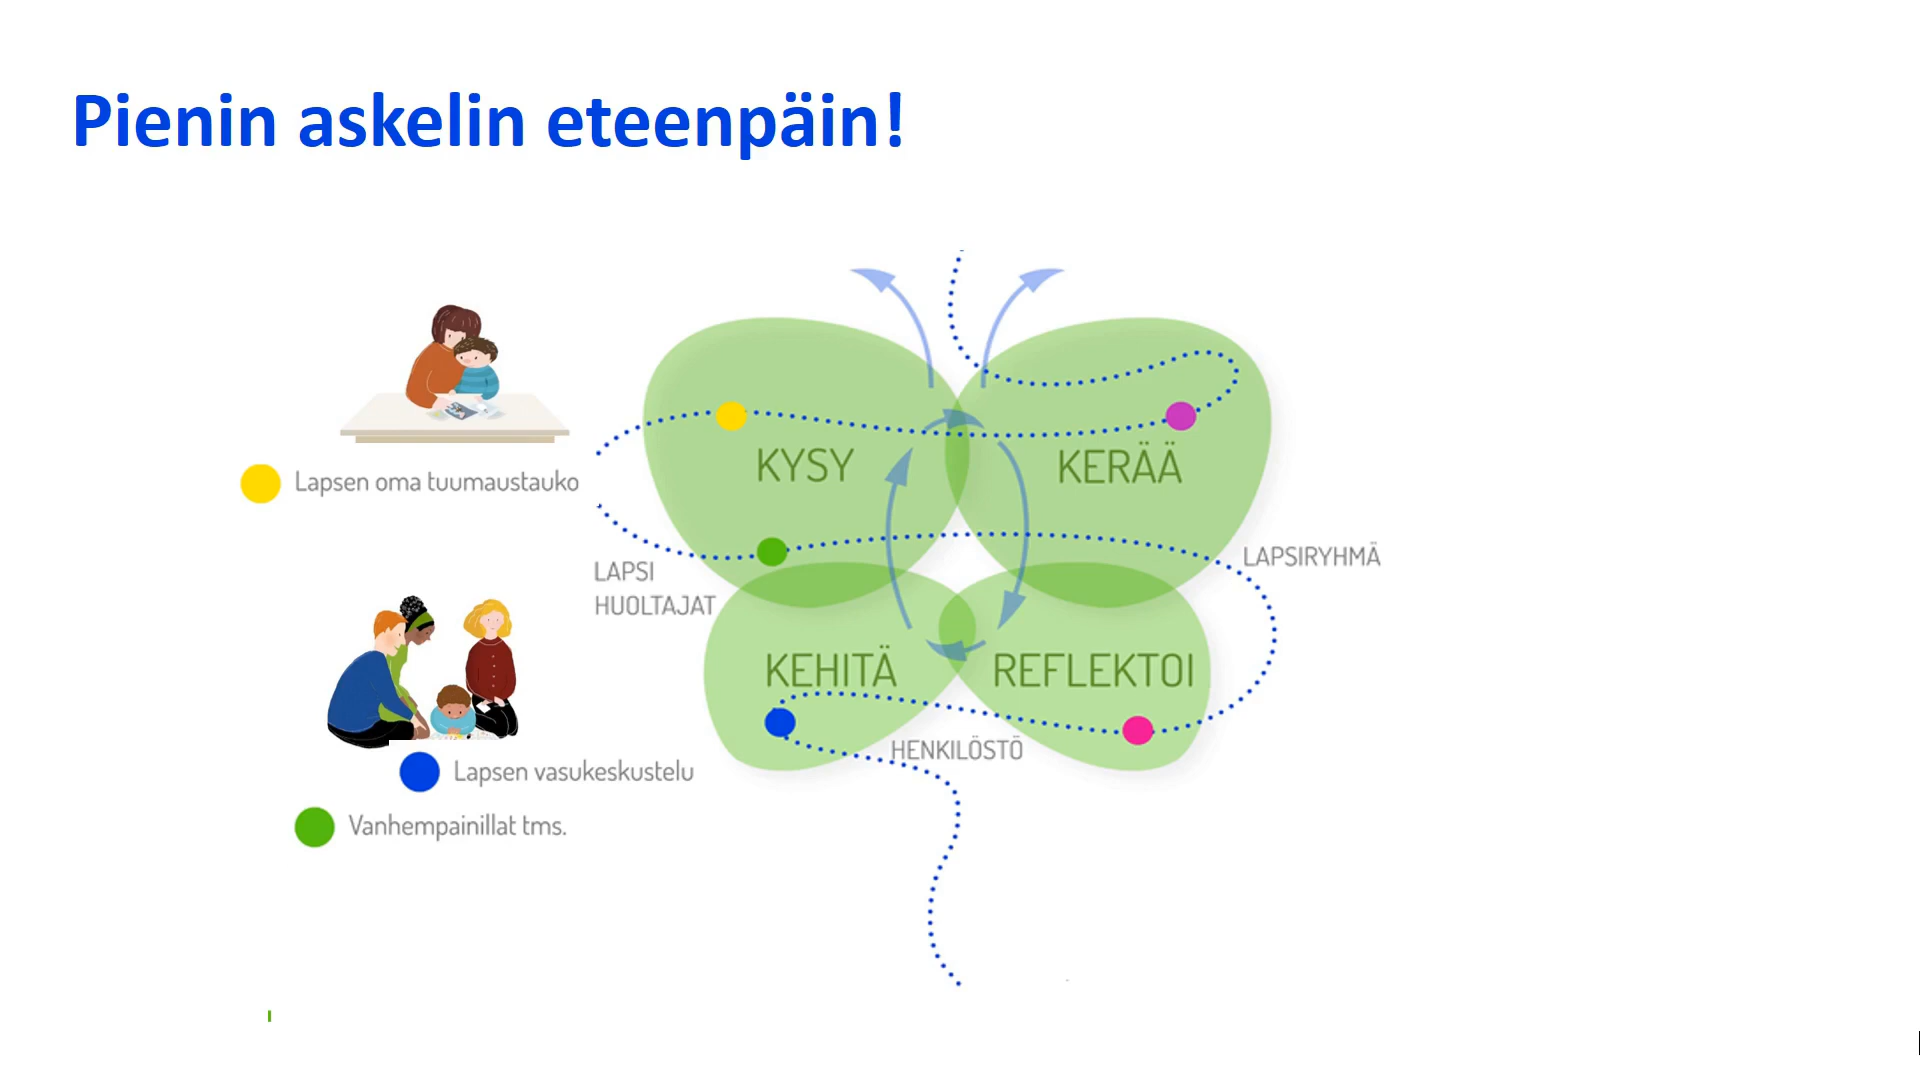 Pienin askelin eteenpäin!
KYSY
KERÄÄ
Lapsen oma tuumaustauko
LAPSI
HUOLTAJAT
LAPSIRYHMÄ
KEHITÄ
REFLEKTOI
HENKILÖSTÖ
Lapsen vasukeskustelu
Vanhempainillat tms.